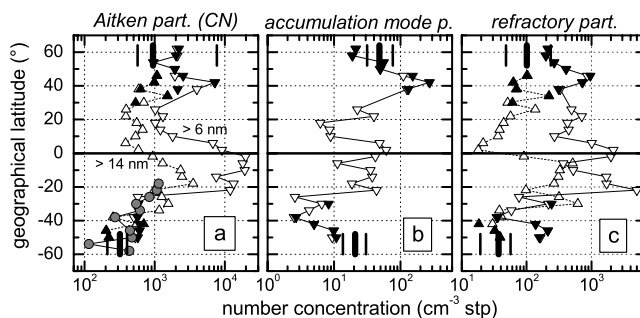 Aitken part. (CN) accumulation mode p. refractory part.
geographical latitude (°)
60
40
20
0
-20
-40
-60
> 6 nm
> 14 nm
a b c
10² 10³ 10⁴ 10⁰ 10¹ 10² 10¹ 10² 10³
number concentration (cm⁻³ stp)